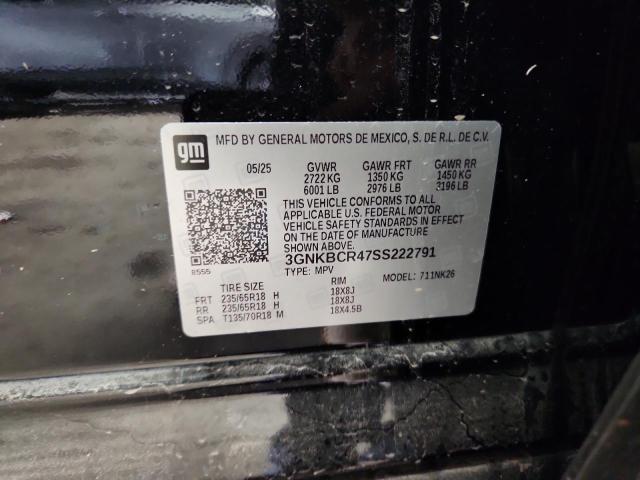 gm
MFD BY GENERAL MOTORS DE MEXICO, S. DE R.L. DE C.V.
05/25 GVWR GAWR FRT GAWR RR
2722 KG 1350 KG 1450 KG
6001 LB 2976 LB 3196 LB
THIS VEHICLE CONFORMS TO ALL
APPLICABLE U.S. FEDERAL MOTOR
VEHICLE SAFETY STANDARDS IN EFFECT
ON THE DATE OF MANUFACTURE
SHOWN ABOVE
3GNKBCR47SS222791
8555 TYPE: MPV MODEL: 711NK26
TIRE SIZE RIM
FRT 235/65R18 H 18X8J
RR 235/65R18 H 18X8J
SPA T135/70R18 M 18X4.5B